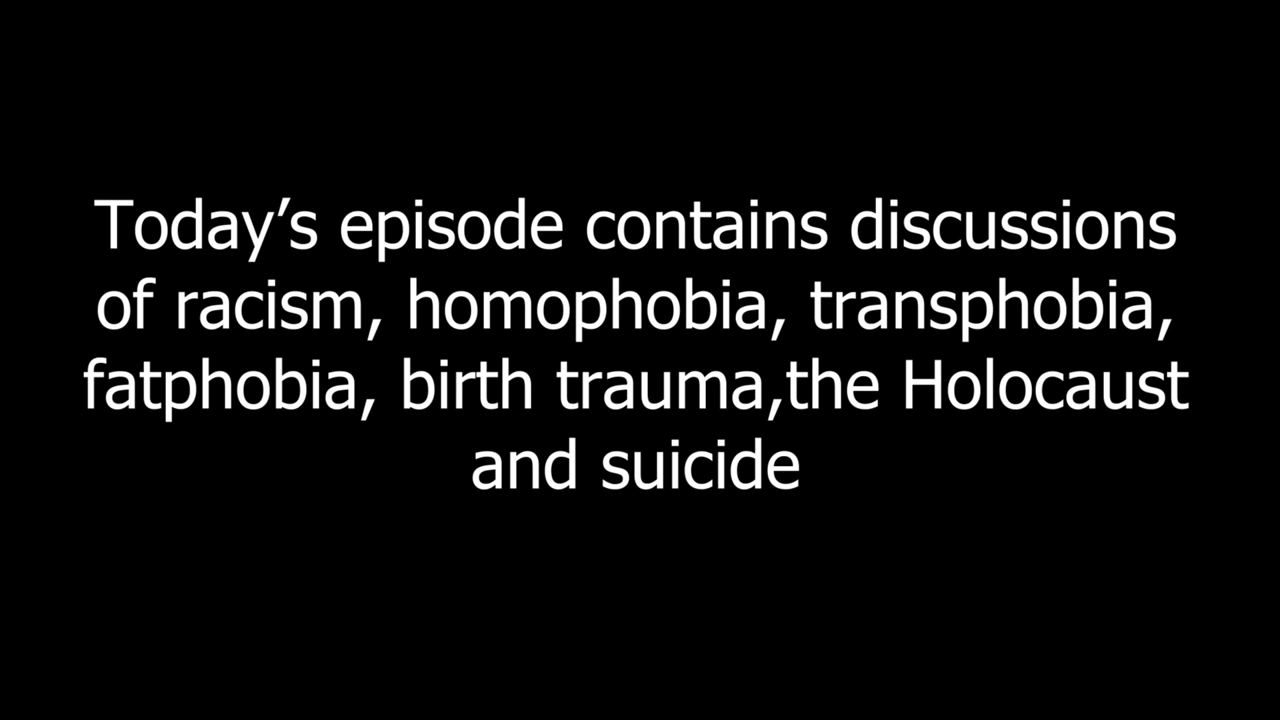 Today’s episode contains discussions
of racism, homophobia, transphobia,
fatphobia, birth trauma,the Holocaust
and suicide